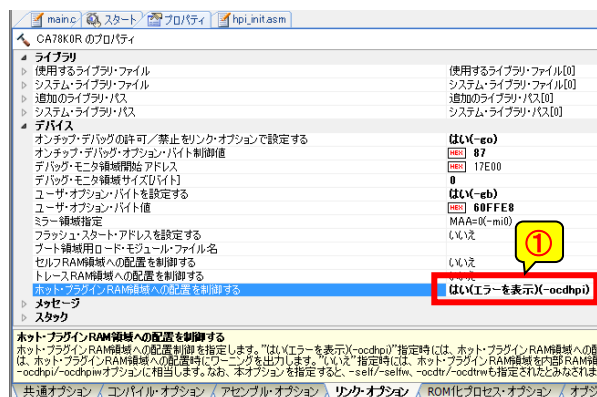 main.c スタート プロパティ hpi_init.asm
CA78K0R のプロパティ
ライブラリ
使用するライブラリ・ファイル 使用するライブラリ・ファイル[0]
システム・ライブラリ・ファイル システム・ライブラリ・ファイル[0]
追加のライブラリ・パス 追加のライブラリ・パス[0]
システム・ライブラリ・パス システム・ライブラリ・パス[0]
デバイス
オンチップ・デバッグの許可／禁止をリンク・オプションで設定する はい(-go)
オンチップ・デバッグ・オプション・バイト制御値 HEX 87
デバッグ・モニタ領域開始アドレス HEX 17E00
デバッグ・モニタ領域サイズ[バイト] 0
ユーザ・オプション・バイトを設定する はい(-gb)
ユーザ・オプション・バイト値 HEX 60FFE8
ミラー領域指定 MAA=0(-mi0)
フラッシュ・スタート・アドレスを設定する いいえ
ブート領域用ロード・モジュール・ファイル名
セルフRAM領域への配置を制御する いいえ
トレースRAM領域への配置を制御する いいえ
ホット・プラグインRAM領域への配置を制御する はい(エラーを表示)(-ocdhpi)
①
メッセージ
スタック
ホット・プラグインRAM領域への配置を制御する
ホット・プラグインRAM領域への配置制御を指定します。"はい(エラーを表示)(-ocdhpi)"指定時には、ホット・プラグインRAM領域への配
は、ホット・プラグインRAM領域への配置時にワーニングを出力します。"いいえ"指定時には、ホット・プラグインRAM領域を内部RAM領
-ocdhpi/-ocdhpiwオプションに相当します。なお、本オプションを指定すると、-self/-selfw、-ocdtr/-ocdtrwも指定されたとみなされま
共通オプション コンパイル・オプション アセンブル・オプション リンク・オプション ROM化プロセス・オプション オブジ